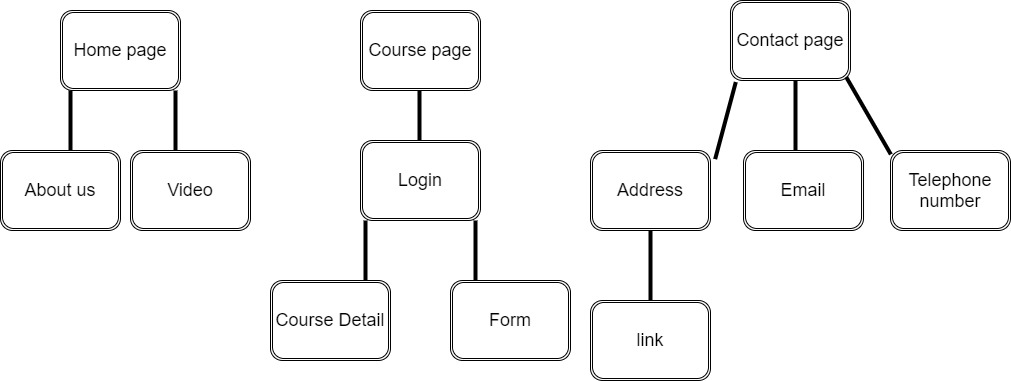 Home page
About us
Video
Course page
Login
Course Detail
Form
Contact page
Address
Email
Telephone
number
link